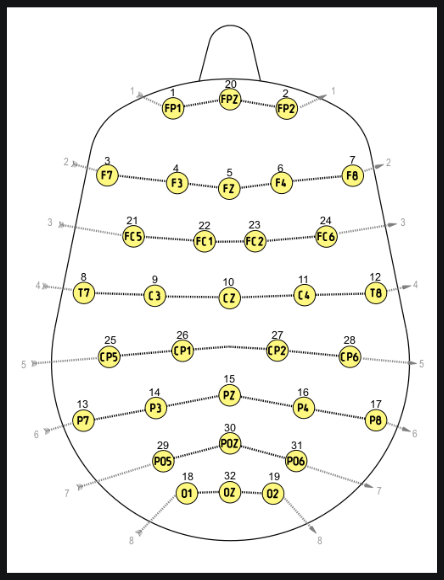 20
1 1 2 1
FP1 FPZ FP2
3 7
2 4 5 6 2
F7 F3 FZ F4 F8
21 22 23 24
3 3
FC5 FC1 FC2 FC6
8 9 10 11 12
4 4
T7 C3 CZ C4 T8
25 26 27 28
CP5 CP1 CP2 CP6
5 5
13 14 15 16 17
P7 P3 PZ P4 P8
6 6
29 30 31
PO5 POZ PO6
7 7
18 32 19
O1 OZ O2
8 8